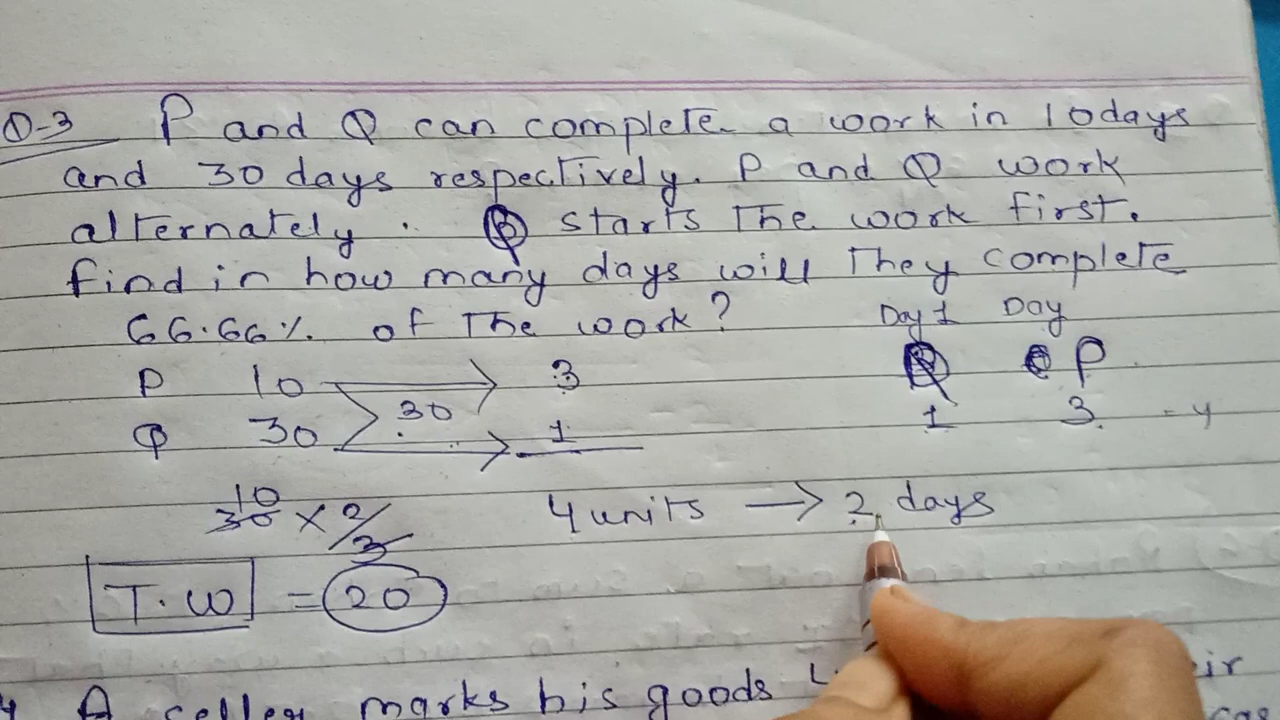 Q-3 P and Q can complete a work in 10 days
and 30 days respectively. P and Q work
alternately. Q starts The work first.
find in how many days will They complete
66.66% of The work?
Day 1 Day
Q P
1 3 = 4
P 10 3
30
Q 30 1
10
30 × 2/3
4 units → 2 days
T.W = 20
A seller marks his goods